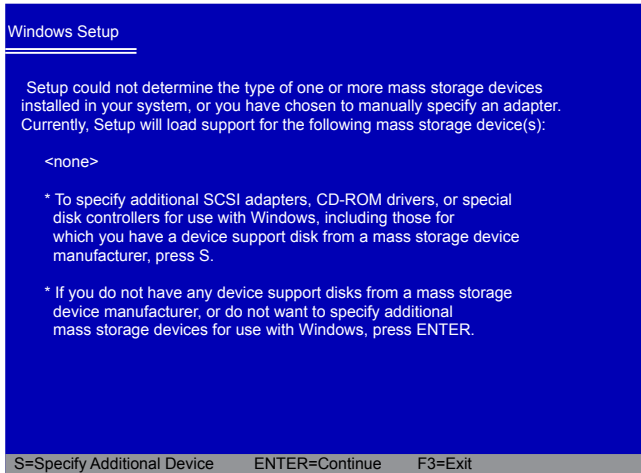 Windows Setup
Setup could not determine the type of one or more mass storage devices
installed in your system, or you have chosen to manually specify an adapter.
Currently, Setup will load support for the following mass storage device(s):
<none>
* To specify additional SCSI adapters, CD-ROM drivers, or special
disk controllers for use with Windows, including those for
which you have a device support disk from a mass storage device
manufacturer, press S.
* If you do not have any device support disks from a mass storage
device manufacturer, or do not want to specify additional
mass storage devices for use with Windows, press ENTER.
S=Specify Additional Device ENTER=Continue F3=Exit